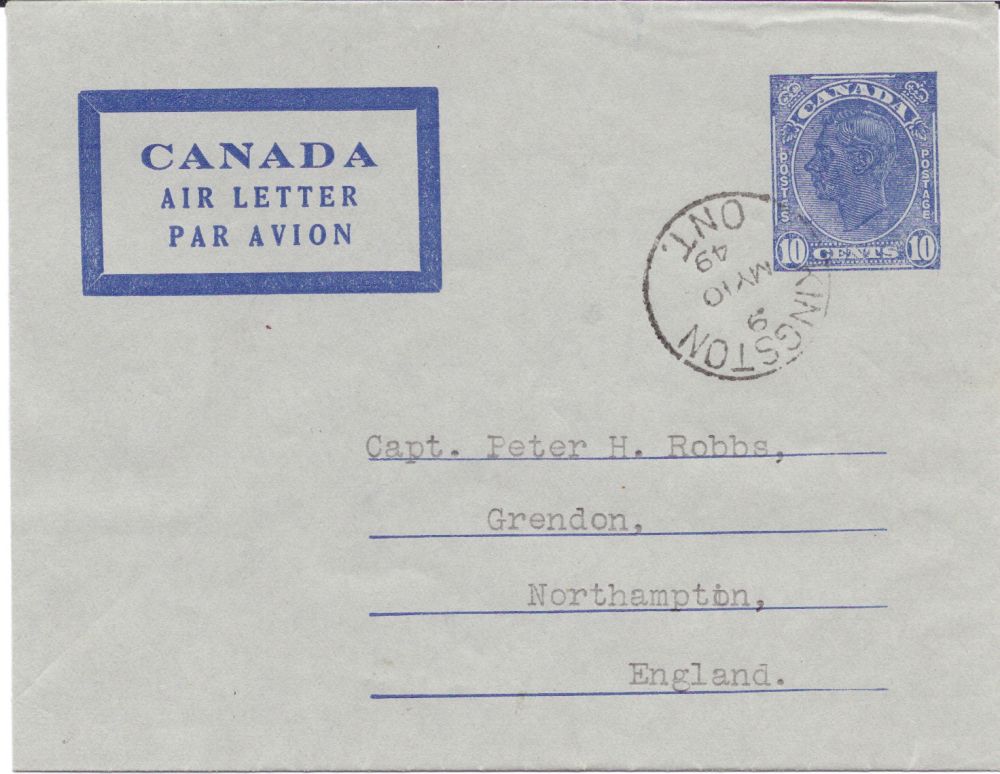 CANADA
AIR LETTER
PAR AVION
CANADA
POSTES
POSTAGE
10 CENTS 10
KINGSTON
9
MY 10
49
ONT.
Capt. Peter H. Robbs,
Grendon,
Northampton,
England.